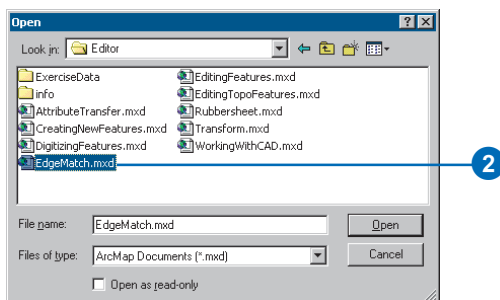 Open
Look in: Editor
ExerciseData
info
AttributeTransfer.mxd
CreatingNewFeatures.mxd
DigitizingFeatures.mxd
EdgeMatch.mxd
EditingFeatures.mxd
EditingTopoFeatures.mxd
Rubbersheet.mxd
Transform.mxd
WorkingWithCAD.mxd
2
File name: EdgeMatch.mxd Open
Files of type: ArcMap Documents (*.mxd) Cancel
Open as read-only